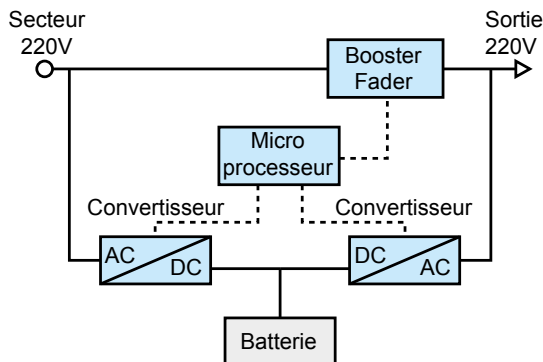 Secteur
220V
Sortie
220V
Booster
Fader
Micro
processeur
Convertisseur
Convertisseur
AC
DC
DC
AC
Batterie